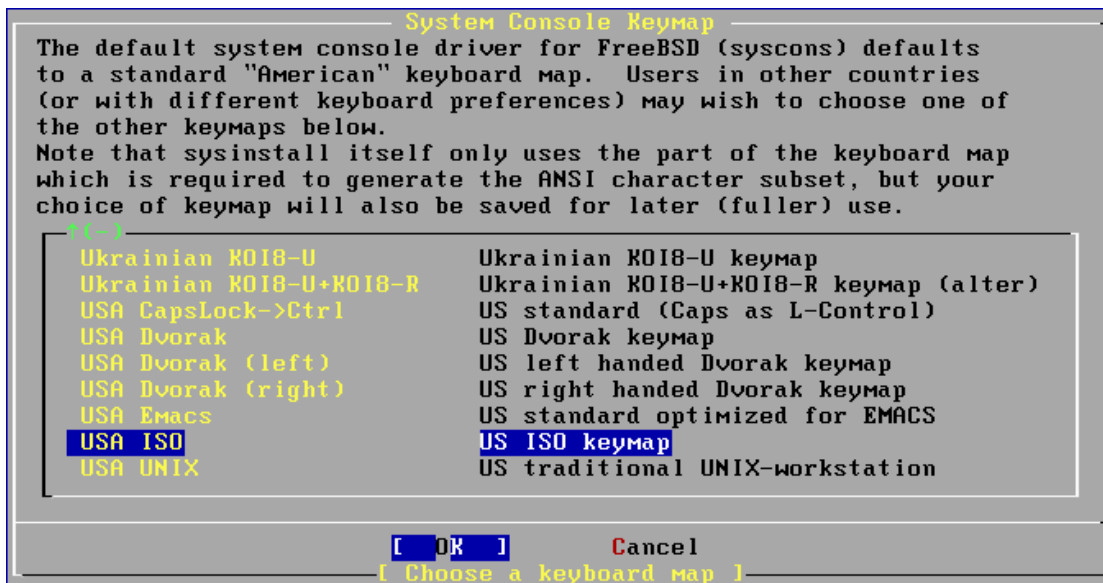 System Console Keymap
The default system console driver for FreeBSD (syscons) defaults
to a standard "American" keyboard map.  Users in other countries
(or with different keyboard preferences) may wish to choose one of
the other keymaps below.
Note that sysinstall itself only uses the part of the keyboard map
which is required to generate the ANSI character subset, but your
choice of keymap will also be saved for later (fuller) use.
↑(-)
Ukrainian KOI8-U Ukrainian KOI8-U keymap
Ukrainian KOI8-U+KOI8-R Ukrainian KOI8-U+KOI8-R keymap (alter)
USA CapsLock->Ctrl US standard (Caps as L-Control)
USA Dvorak US Dvorak keymap
USA Dvorak (left) US left handed Dvorak keymap
USA Dvorak (right) US right handed Dvorak keymap
USA Emacs US standard optimized for EMACS
USA ISO US ISO keymap
USA UNIX US traditional UNIX-workstation
[ OK ] Cancel
[ Choose a keyboard map ]